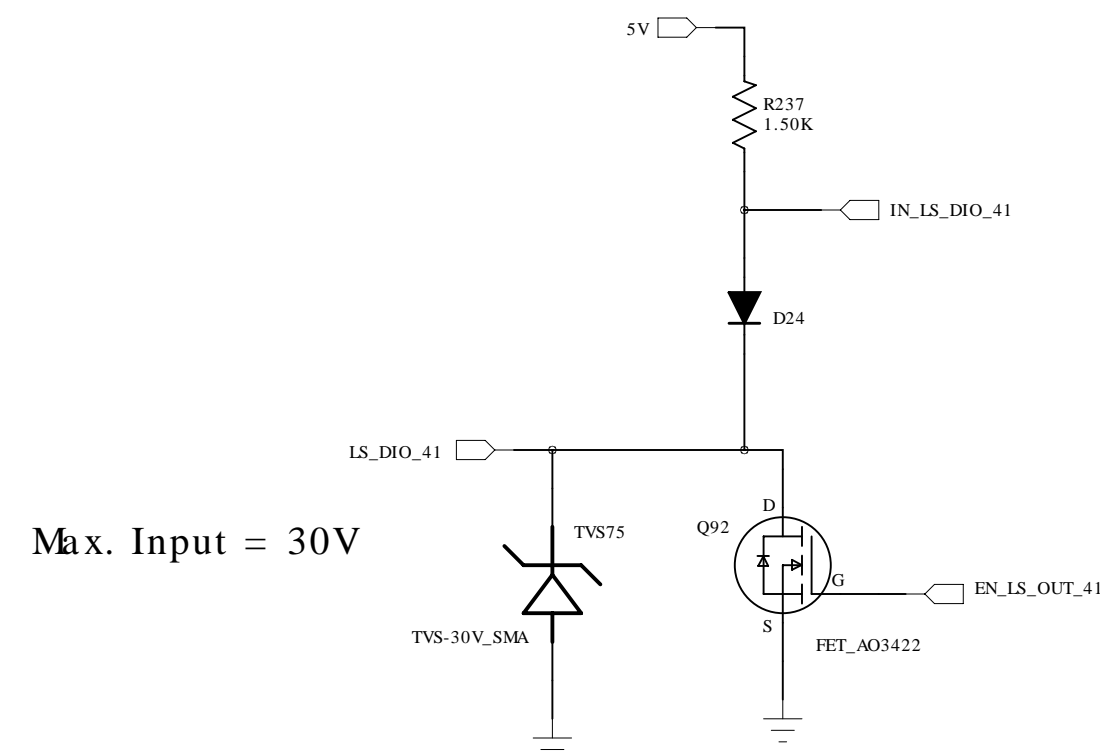 5V
R237
1.50K
IN_LS_DIO_41
D24
LS_DIO_41
D
Q92
TVS75
Max. Input = 30V
G
EN_LS_OUT_41
S
TVS-30V_SMA
FET_AO3422